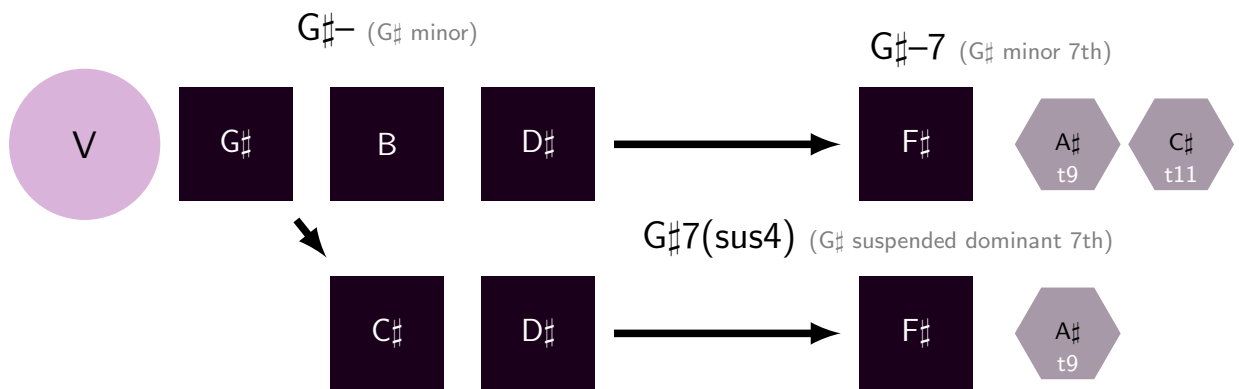 G♯– (G♯ minor)
G♯–7 (G♯ minor 7th)
V G♯ B D♯ F♯ A♯ C♯
t9 t11
G♯7(sus4) (G♯ suspended dominant 7th)
C♯ D♯ F♯ A♯
t9